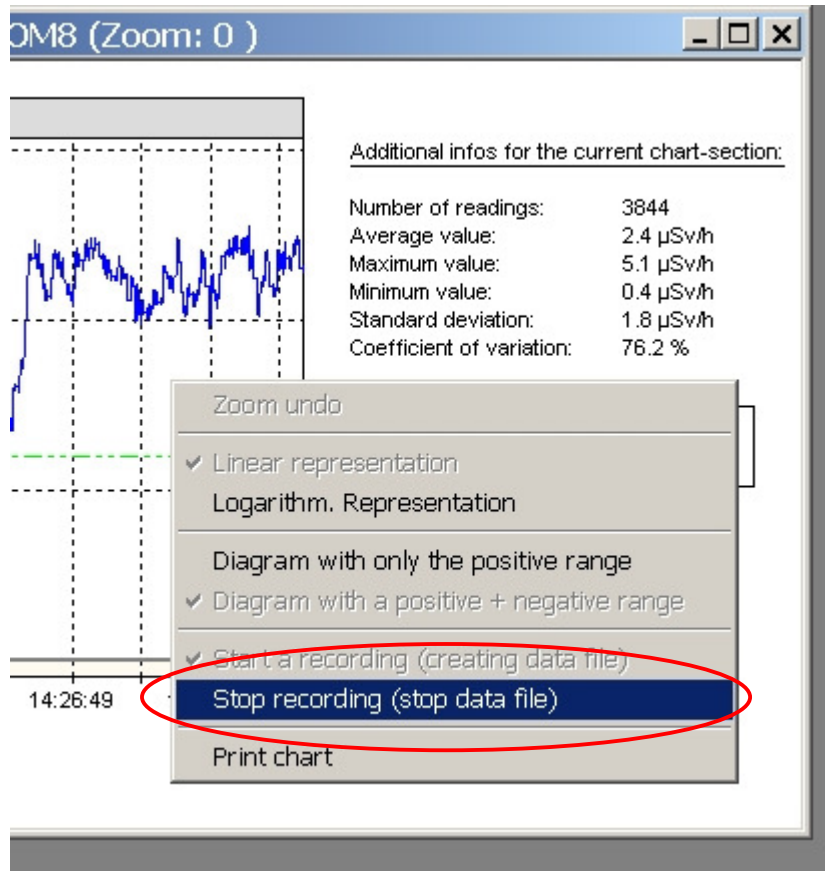 OM8 (Zoom: 0 )
Additional infos for the current chart-section:
Number of readings: 3844
Average value: 2.4 µSv/h
Maximum value: 5.1 µSv/h
Minimum value: 0.4 µSv/h
Standard deviation: 1.8 µSv/h
Coefficient of variation: 76.2 %
Zoom undo
Linear representation
Logarithm. Representation
Diagram with only the positive range
Diagram with a positive + negative range
Start a recording (creating data file)
14:26:49
Stop recording (stop data file)
Print chart